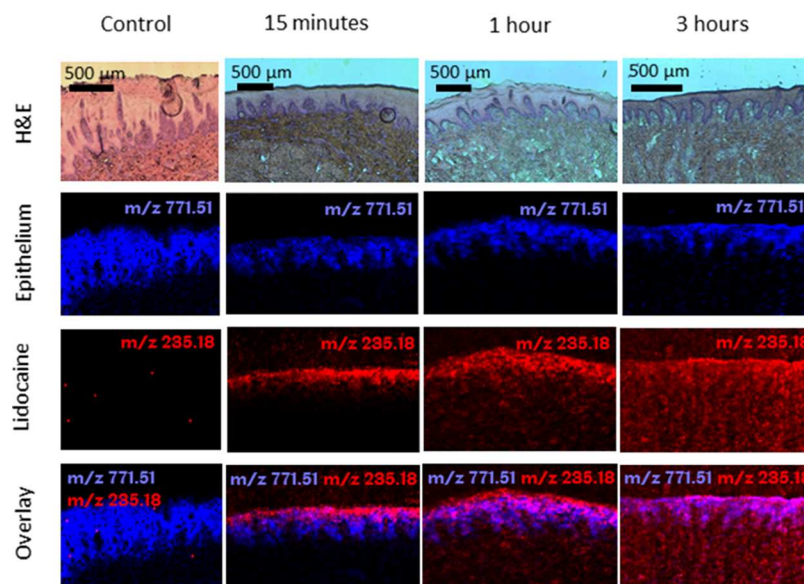 Control 15 minutes 1 hour 3 hours
H&E
500 µm 500 µm 500 µm 500 µm
Epithelium
m/z 771.51 m/z 771.51 m/z 771.51 m/z 771.51
Lidocaine
m/z 235.18 m/z 235.18 m/z 235.18 m/z 235.18
Overlay
m/z 771.51 m/z 771.51 m/z 235.18 m/z 771.51 m/z 235.18 m/z 771.51 m/z 235.18
m/z 235.18